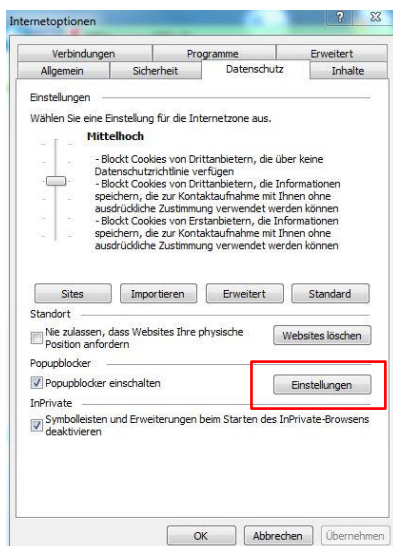 Internetoptionen
Verbindungen Programme Erweitert
Allgemein Sicherheit Datenschutz Inhalte
Einstellungen
Wählen Sie eine Einstellung für die Internetzone aus.
Mittelhoch
- Blockt Cookies von Drittanbietern, die über keine
Datenschutzrichtlinie verfügen
- Blockt Cookies von Drittanbietern, die Informationen
speichern, die zur Kontaktaufnahme mit Ihnen ohne
ausdrückliche Zustimmung verwendet werden können
- Blockt Cookies von Erstanbietern, die Informationen
speichern, die zur Kontaktaufnahme mit Ihnen ohne
ausdrückliche Zustimmung verwendet werden können
Sites Importieren Erweitert Standard
Standort
Nie zulassen, dass Websites Ihre physische
Position anfordern
Websites löschen
Popupblocker
Popupblocker einschalten Einstellungen
InPrivate
Symbolleisten und Erweiterungen beim Starten des InPrivate-Browsens
deaktivieren
OK Abbrechen Übernehmen